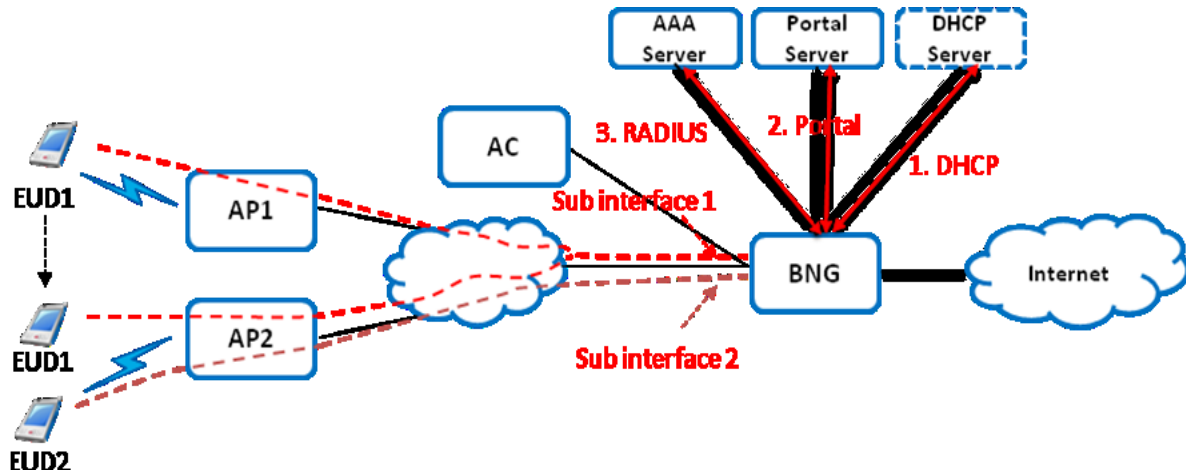 AAA
Server
Portal
Server
DHCP
Server
3. RADIUS
2. Portal
1. DHCP
AC
EUD1
AP1
Sub interface 1
BNG
Internet
EUD1
AP2
Sub interface 2
EUD2